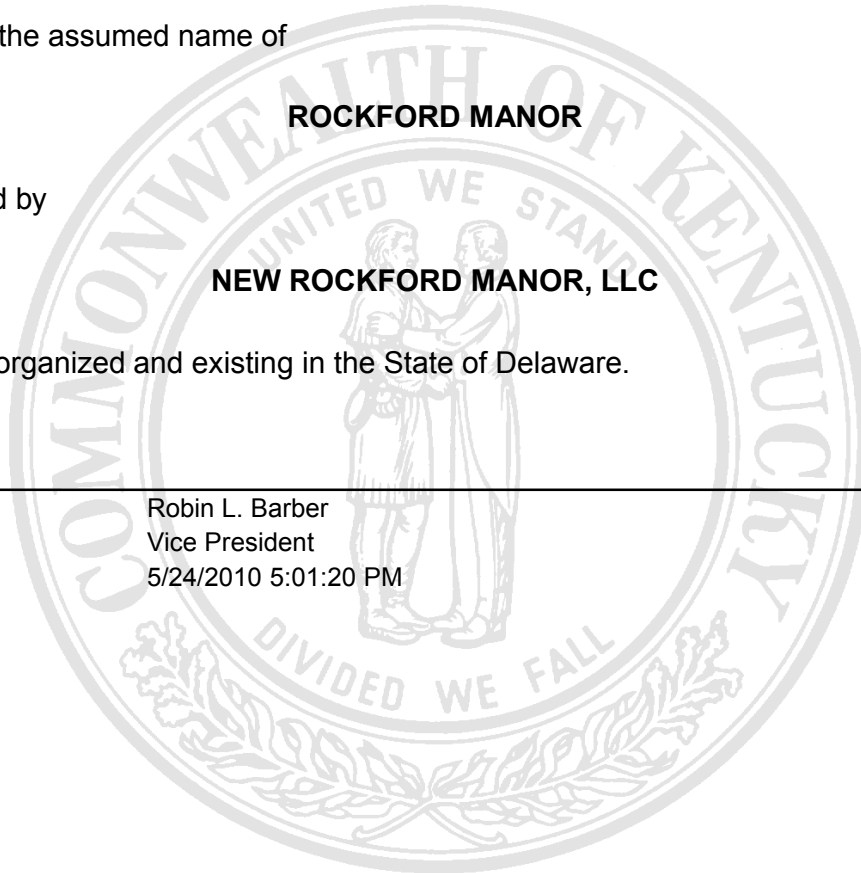 the assumed name of
ROCKFORD MANOR
d by
NEW ROCKFORD MANOR, LLC
organized and existing in the State of Delaware.
Robin L. Barber
Vice President
5/24/2010 5:01:20 PM
COMMONWEALTH OF KENTUCKY
UNITED WE STAND
DIVIDED WE FALL